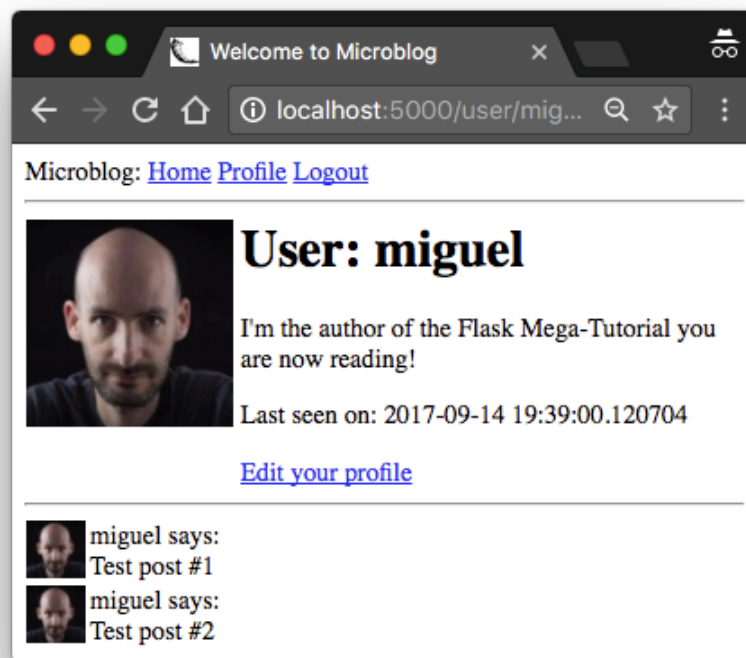 Welcome to Microblog
localhost:5000/user/mig...
Microblog: Home Profile Logout
User: miguel
I'm the author of the Flask Mega-Tutorial you
are now reading!
Last seen on: 2017-09-14 19:39:00.120704
Edit your profile
miguel says:
Test post #1
miguel says:
Test post #2